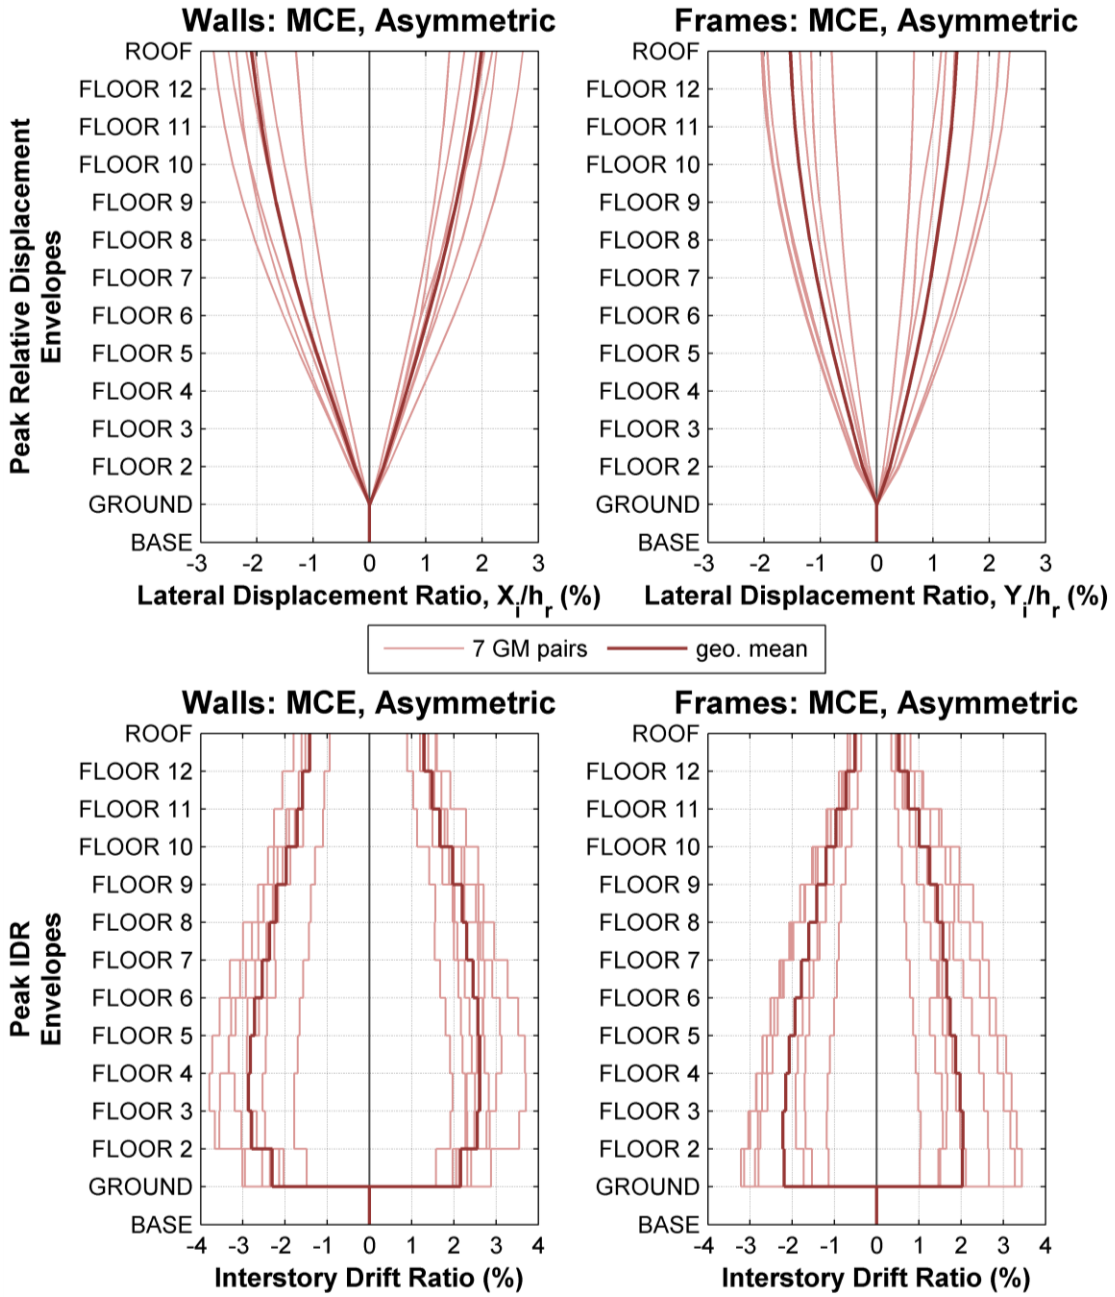 Walls: MCE, Asymmetric
Frames: MCE, Asymmetric
Peak Relative Displacement
Envelopes
ROOF
FLOOR 12
FLOOR 11
FLOOR 10
FLOOR 9
FLOOR 8
FLOOR 7
FLOOR 6
FLOOR 5
FLOOR 4
FLOOR 3
FLOOR 2
GROUND
BASE
-3 -2 -1 0 1 2 3
Lateral Displacement Ratio, X_i/h_r (%)
ROOF
FLOOR 12
FLOOR 11
FLOOR 10
FLOOR 9
FLOOR 8
FLOOR 7
FLOOR 6
FLOOR 5
FLOOR 4
FLOOR 3
FLOOR 2
GROUND
BASE
-3 -2 -1 0 1 2 3
Lateral Displacement Ratio, Y_i/h_r (%)
7 GM pairs geo. mean
Walls: MCE, Asymmetric
Frames: MCE, Asymmetric
Peak IDR
Envelopes
ROOF
FLOOR 12
FLOOR 11
FLOOR 10
FLOOR 9
FLOOR 8
FLOOR 7
FLOOR 6
FLOOR 5
FLOOR 4
FLOOR 3
FLOOR 2
GROUND
BASE
-4 -3 -2 -1 0 1 2 3 4
Interstory Drift Ratio (%)
ROOF
FLOOR 12
FLOOR 11
FLOOR 10
FLOOR 9
FLOOR 8
FLOOR 7
FLOOR 6
FLOOR 5
FLOOR 4
FLOOR 3
FLOOR 2
GROUND
BASE
-4 -3 -2 -1 0 1 2 3 4
Interstory Drift Ratio (%)